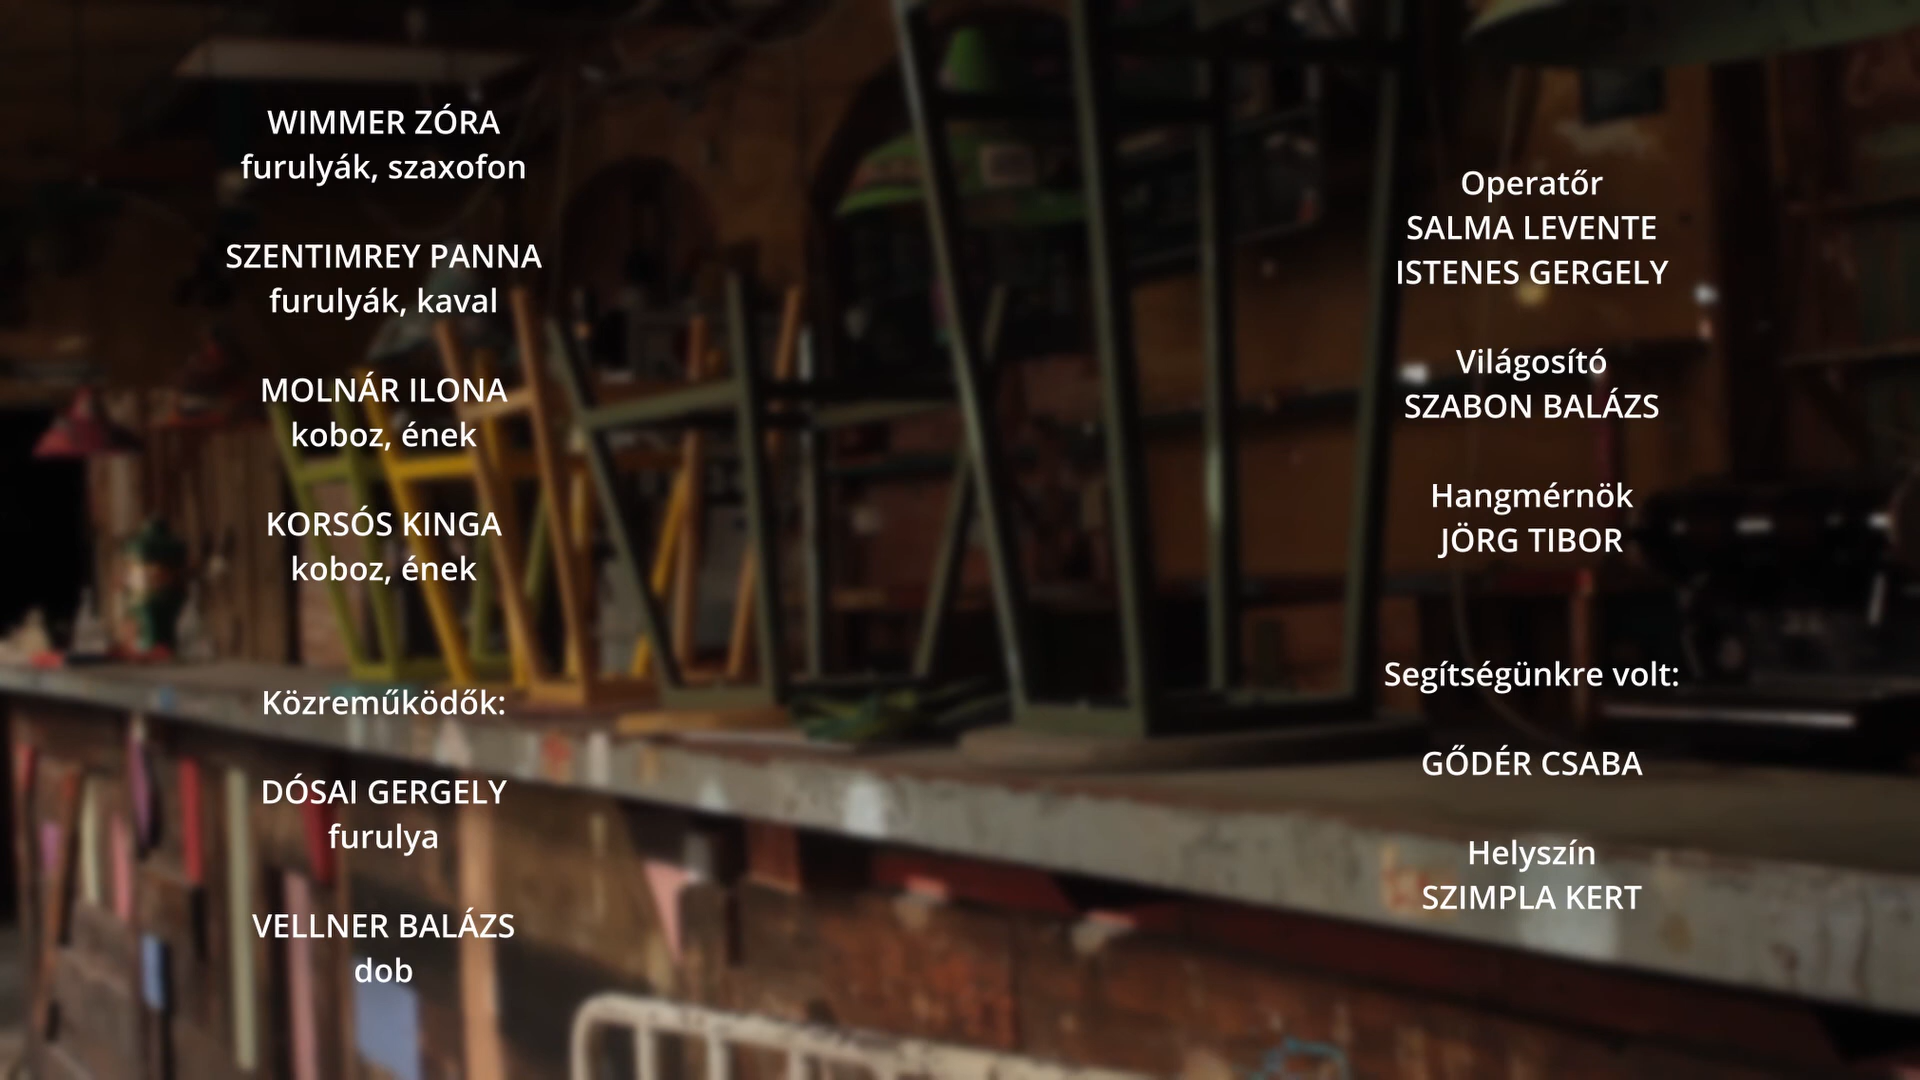 WIMMER ZÓRA
furulyák, szaxofon
SZENTIMREY PANNA
furulyák, kaval
MOLNÁR ILONA
koboz, ének
KORSÓS KINGA
koboz, ének
Közreműködők:
DÓSAI GERGELY
furulya
VELLNER BALÁZS
dob
Operatőr
SALMA LEVENTE
ISTENES GERGELY
Világosító
SZABON BALÁZS
Hangmérnök
JÖRG TIBOR
Segítségünkre volt:
GŐDÉR CSABA
Helyszín
SZIMPLA KERT